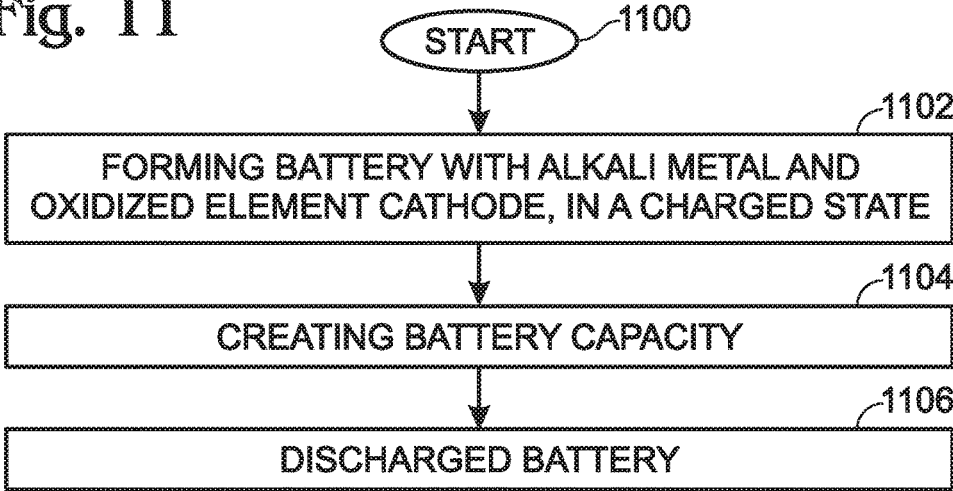 Fig. 11
START
1100
1102
FORMING BATTERY WITH ALKALI METAL AND
OXIDIZED ELEMENT CATHODE, IN A CHARGED STATE
1104
CREATING BATTERY CAPACITY
1106
DISCHARGED BATTERY